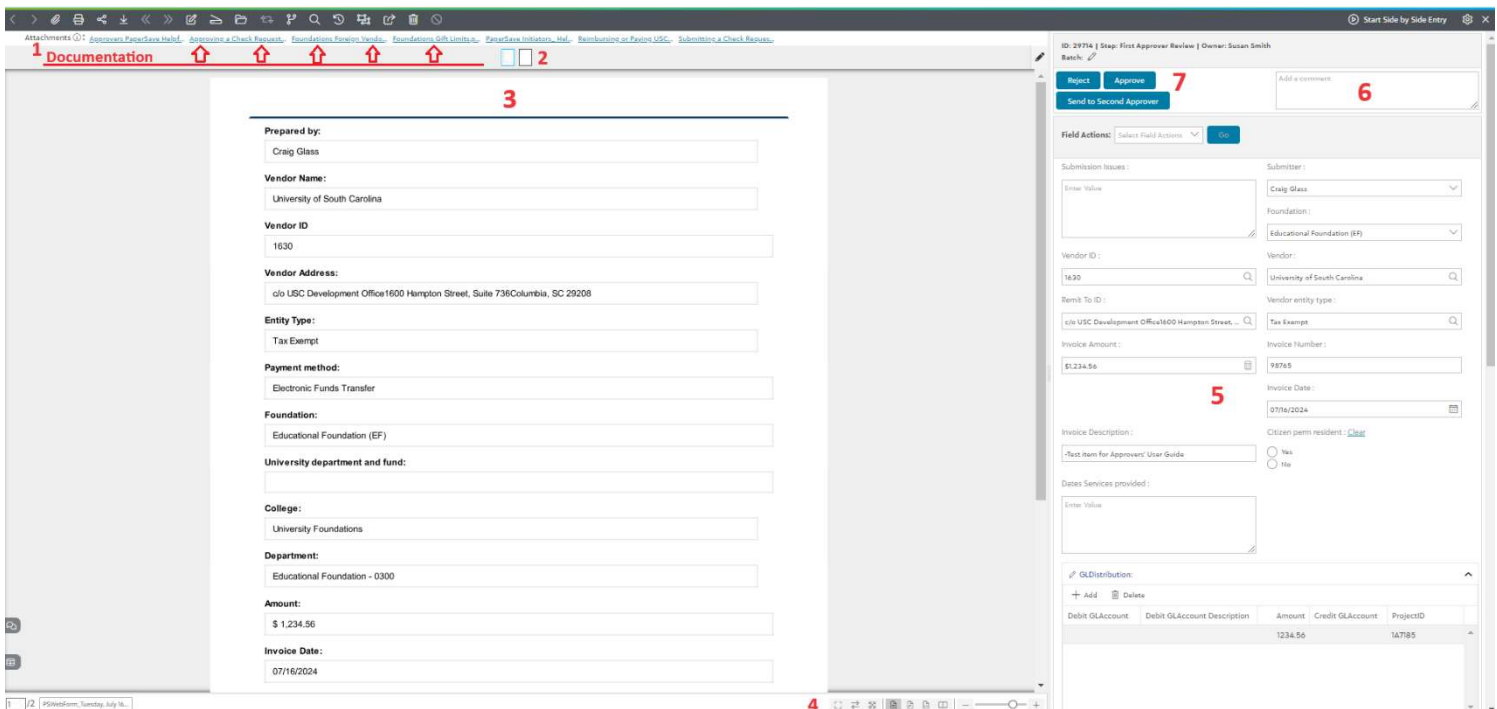 Start Side by Side Entry
Attachments ⓘ: Approvers PaperSave Helpf... Approving a Check Request... Foundations Foreign Vendo... Foundations Gift Limits.p... PaperSave Initiators_ Hel... Reimbursing or Paying USC... Submitting a Check Reques...
1 Documentation
2
3
Prepared by:
Craig Glass
Vendor Name:
University of South Carolina
Vendor ID
1630
Vendor Address:
c/o USC Development Office1600 Hampton Street, Suite 736Columbia, SC 29208
Entity Type:
Tax Exempt
Payment method:
Electronic Funds Transfer
Foundation:
Educational Foundation (EF)
University department and fund:
College:
University Foundations
Department:
Educational Foundation - 0300
Amount:
$ 1,234.56
Invoice Date:
07/16/2024
1 /2 PSWebForm_Tuesday, July 16...
4
ID: 29714 | Step: First Approver Review | Owner: Susan Smith
Batch:
Reject Approve 7
Send to Second Approver
Add a comment
6
Field Actions: Select Field Actions Go
Submission Issues : Submitter :
Enter Value Craig Glass
Foundation :
Educational Foundation (EF)
Vendor ID : Vendor:
1630 University of South Carolina
Remit To ID : Vendor entity type :
c/o USC Development Office1600 Hampton Street, ... Tax Exempt
Invoice Amount : Invoice Number :
$1,234.56 98765
Invoice Date :
5 07/16/2024
Invoice Description : Citizen perm resident : Clear
-Test item for Approvers' User Guide Yes
No
Dates Services provided :
Enter Value
GLDistribution:
Add Delete
Debit GLAccount Debit GLAccount Description Amount Credit GLAccount ProjectID
1234.56 1A7185